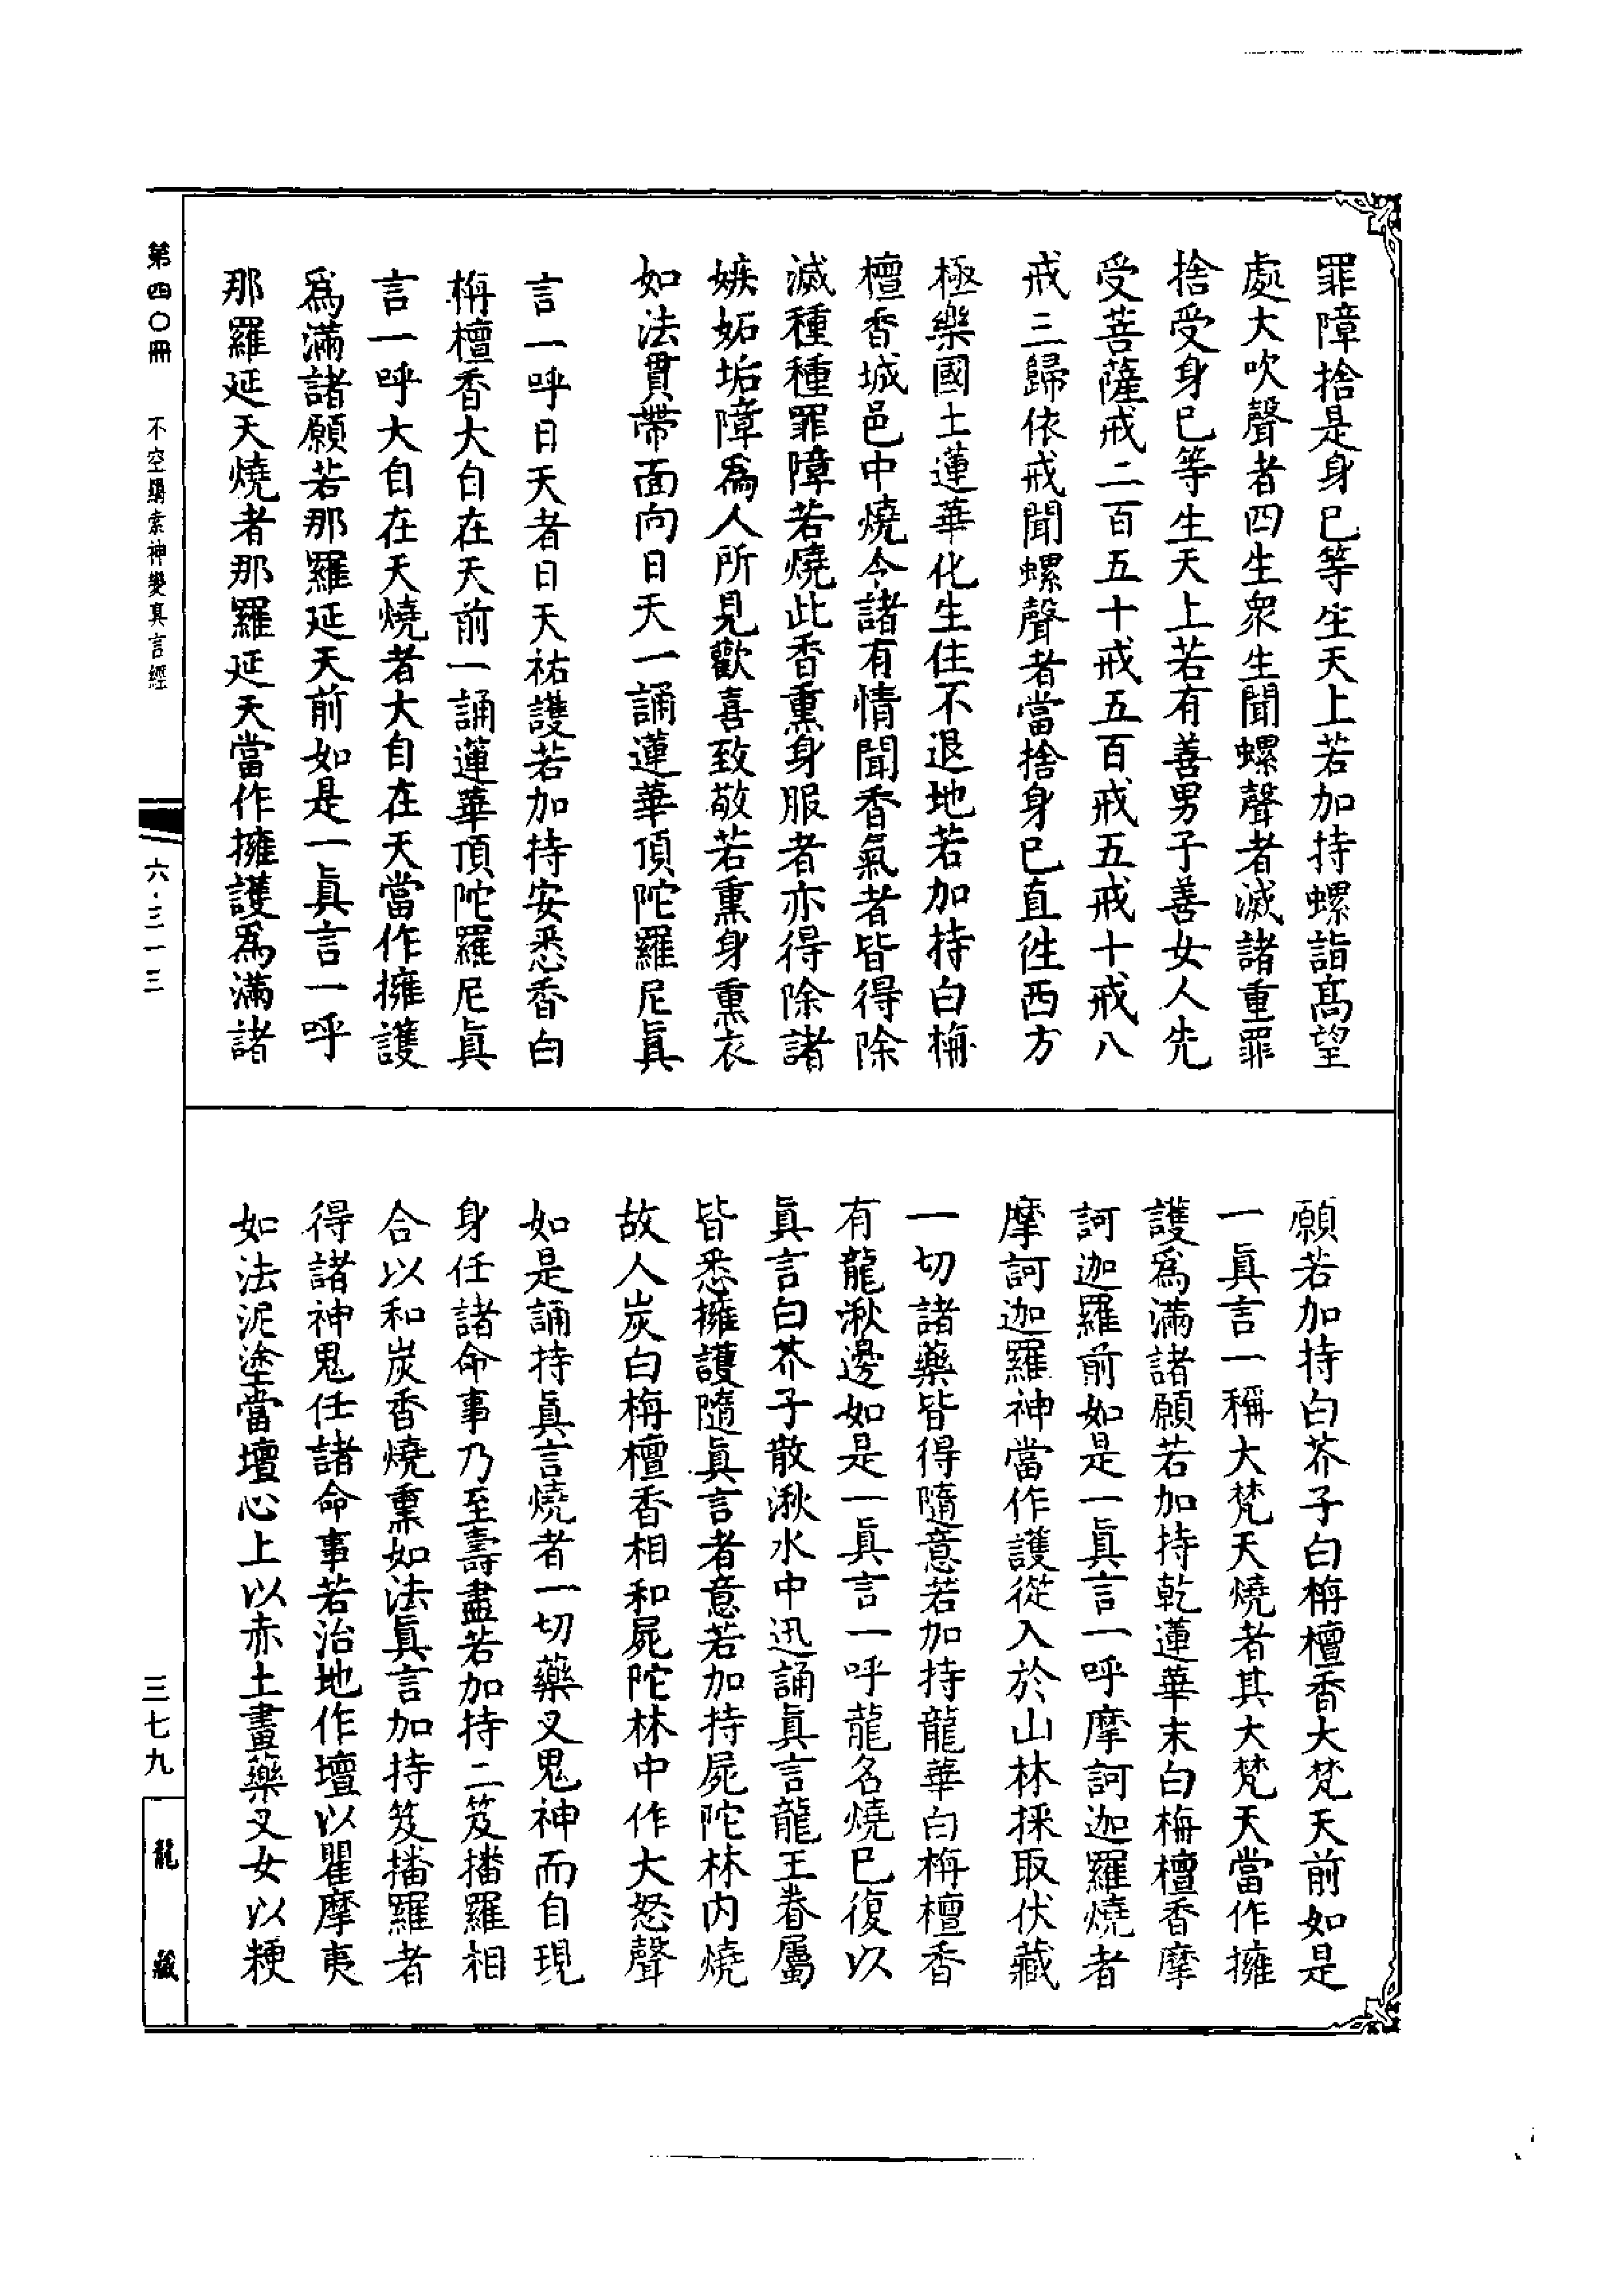 罪障捨是身已等生天上若加持螺詣高望
處大吹聲者四生衆生聞螺聲者滅諸重罪
捨受身已等生天上若有善男子善女人先
受菩薩戒二百五十戒五百戒五戒十戒八
戒三歸依戒聞螺聲者當捨身已直徃西方
極樂國土蓮華化生住不退地若加持白栴
檀香城邑中燒令諸有情聞香氣者皆得除
滅種種罪障若燒此香熏身服者亦得除諸
嫉妬垢障爲人所見歡喜致敬若熏身熏衣
如法貫帶面向日天一誦蓮華頂陀羅尼眞
言一呼日天者日天祐護若加持安悉香白
栴檀香大自在天前一誦蓮華頂陀羅尼眞
言一呼大自在天燒者大自在天當作擁護
爲滿諸願若那羅延天前如是一眞言一呼
那羅延天燒者那羅延天當作擁護爲滿諸
願若加持白芥子白栴檀香大梵天前如是
一眞言一稱大梵天燒者其大梵天當作擁
護爲滿諸願若加持乾蓮華末白栴檀香摩
訶迦羅前如是一眞言一呼摩訶迦羅燒者
摩訶迦羅神當作護從入於山林採取伏藏
一切諸藥皆得隨意若加持龍華白栴檀香
有龍湫邊如是一眞言一呼龍名燒已復以
眞言白芥子散湫水中迅誦眞言龍王眷屬
皆悉擁護隨眞言者意若加持屍陀林内燒
故人炭白栴檀香相和屍陀林中作大怒聲
如是誦持眞言燒者一切藥叉鬼神而自現
身任諸命事乃至壽盡若加持二笈播羅相
合以和炭香燒熏如法眞言加持笈播羅者
得諸神鬼任諸命事若治地作壇以瞿摩夷
如法泥塗當壇心上以赤土畫藥叉女以粳
第四〇冊 不空羂索神變真言經 六·三一三 三七九 龍藏